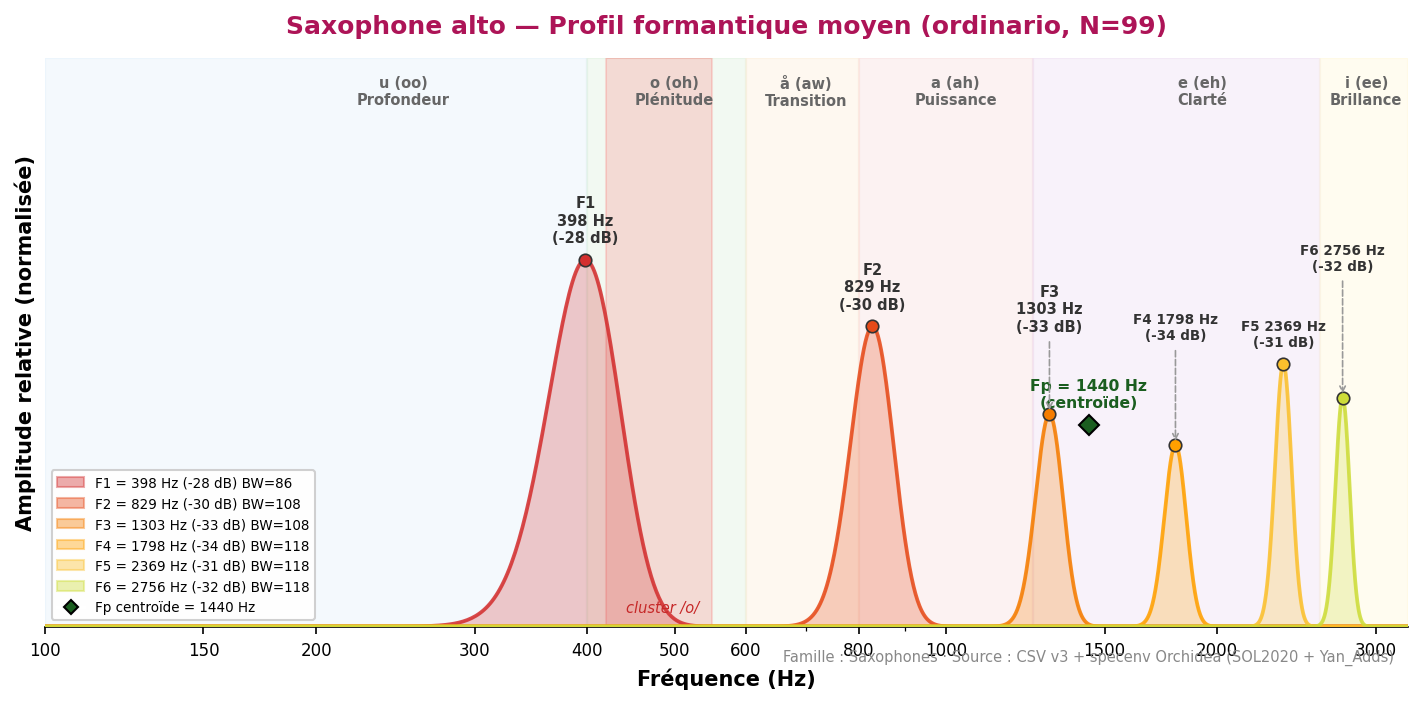 Saxophone alto — Profil formantique moyen (ordinario, N=99)
u (oo)
Profondeur
o (oh)
Plénitude
å (aw)
Transition
a (ah)
Puissance
e (eh)
Clarté
i (ee)
Brillance
Amplitude relative (normalisée)
F1
398 Hz
(-28 dB)
F2
829 Hz
(-30 dB)
F3
1303 Hz
(-33 dB)
F4 1798 Hz
(-34 dB)
F5 2369 Hz
(-31 dB)
F6 2756 Hz
(-32 dB)
Fp = 1440 Hz
(centroïde)
cluster /o/
F1 = 398 Hz (-28 dB) BW=86
F2 = 829 Hz (-30 dB) BW=108
F3 = 1303 Hz (-33 dB) BW=108
F4 = 1798 Hz (-34 dB) BW=118
F5 = 2369 Hz (-31 dB) BW=118
F6 = 2756 Hz (-32 dB) BW=118
Fp centroïde = 1440 Hz
100 150 200 300 400 500 600 800 1000 1500 2000 3000
Famille : Saxophones · Source : CSV v3 + specenv Orchidea (SOL2020 + Yan_Adds)
Fréquence (Hz)